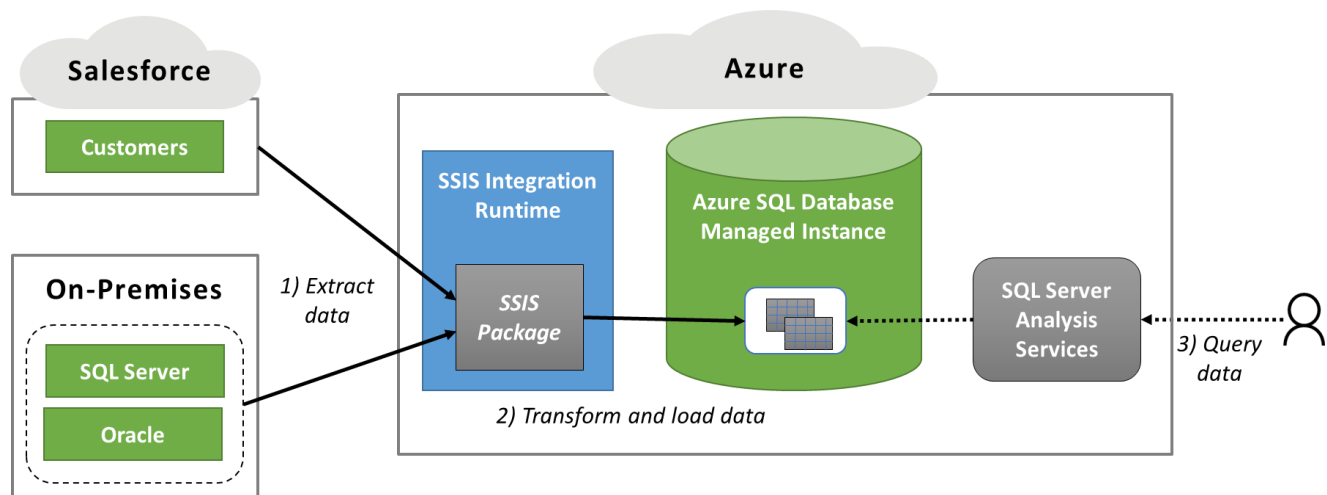 Salesforce
Customers
On-Premises
SQL Server
Oracle
1) Extract
data
Azure
SSIS Integration
Runtime
SSIS
Package
2) Transform and load data
Azure SQL Database
Managed Instance
SQL Server
Analysis
Services
3) Query
data